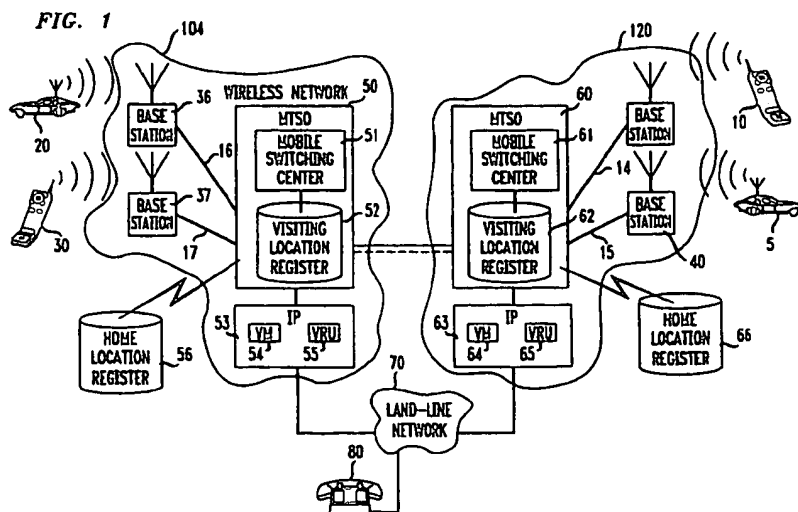 FIG. 1
104
120
WIRELESS NETWORK
50
60
MTSO
MTSO
36
BASE
STATION
20
51
MOBILE
SWITCHING
CENTER
16
61
MOBILE
SWITCHING
CENTER
14
BASE
STATION
10
37
BASE
STATION
30
17
52
VISITING
LOCATION
REGISTER
62
VISITING
LOCATION
REGISTER
15
BASE
STATION
40
5
IP
53
VM
54
VRU
55
IP
63
VM
64
VRU
65
HOME
LOCATION
REGISTER
56
HOME
LOCATION
REGISTER
66
70
LAND-LINE
NETWORK
80